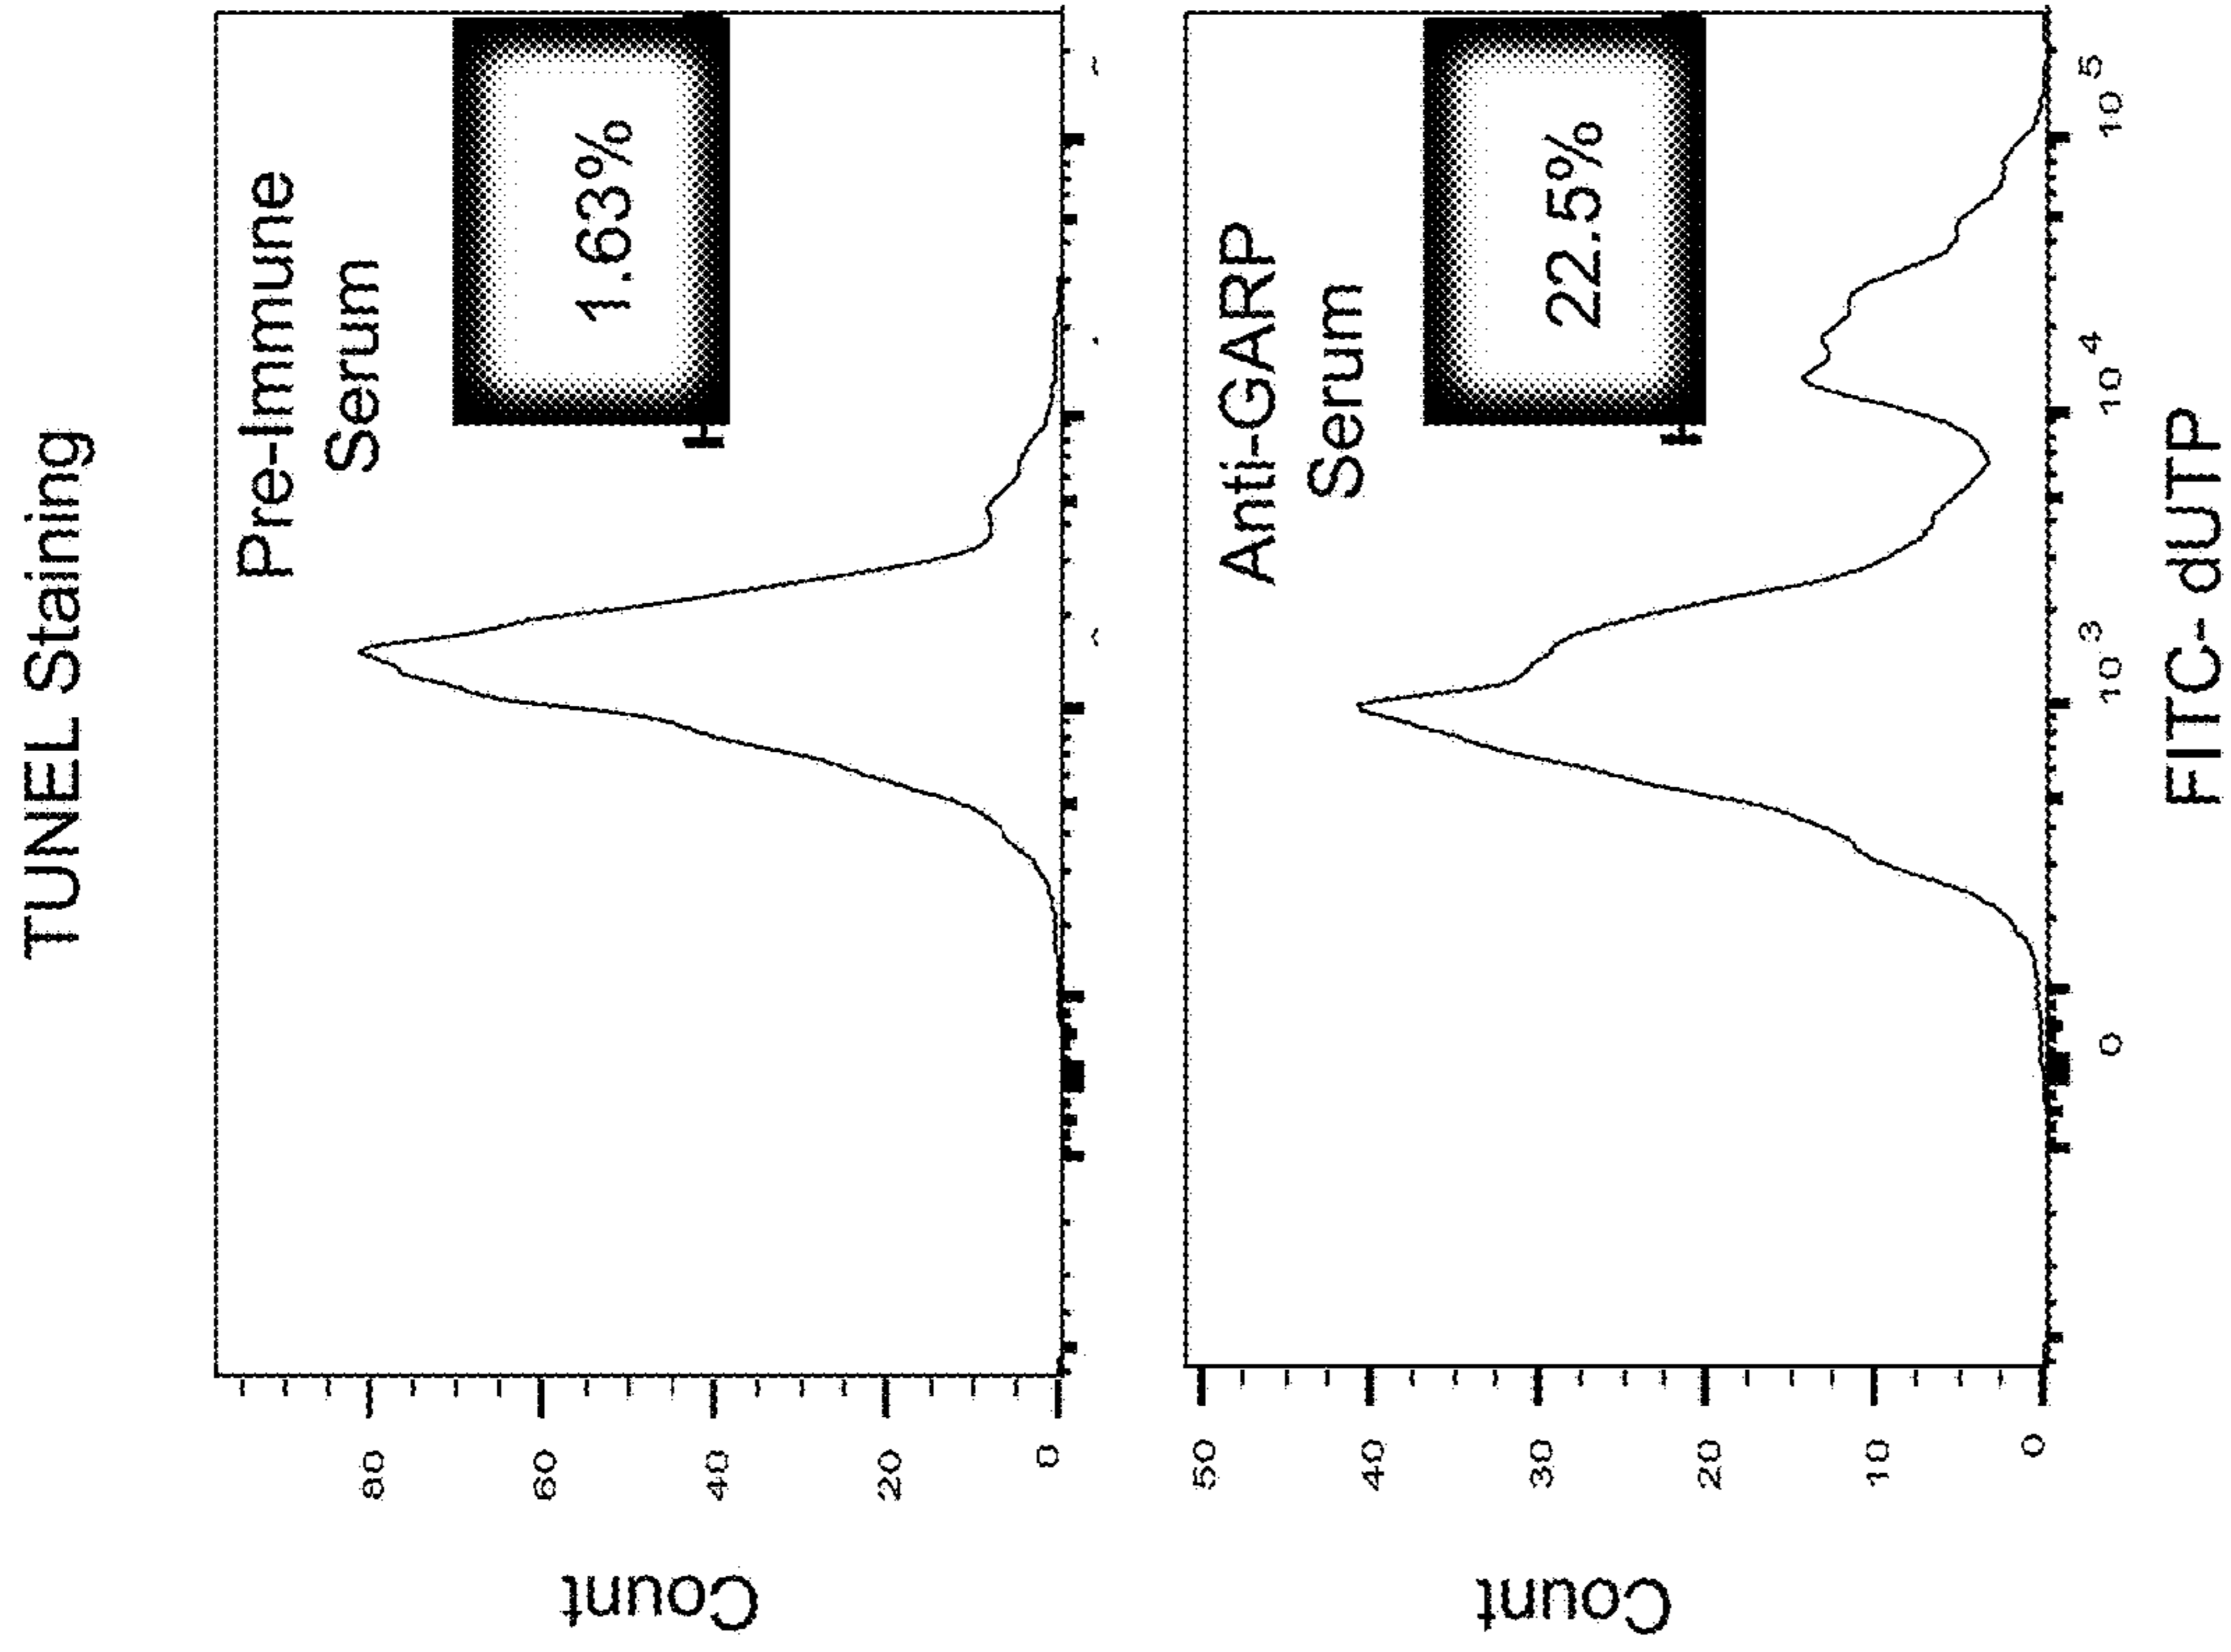 TUNEL Staining
Pre-Immune
Serum
1.63%
80
60
40
20
0
Count
Anti-GARP
Serum
22.5%
50
40
30
20
10
0
Count
0
10 3
10 4
10 5
FITC- dUTP